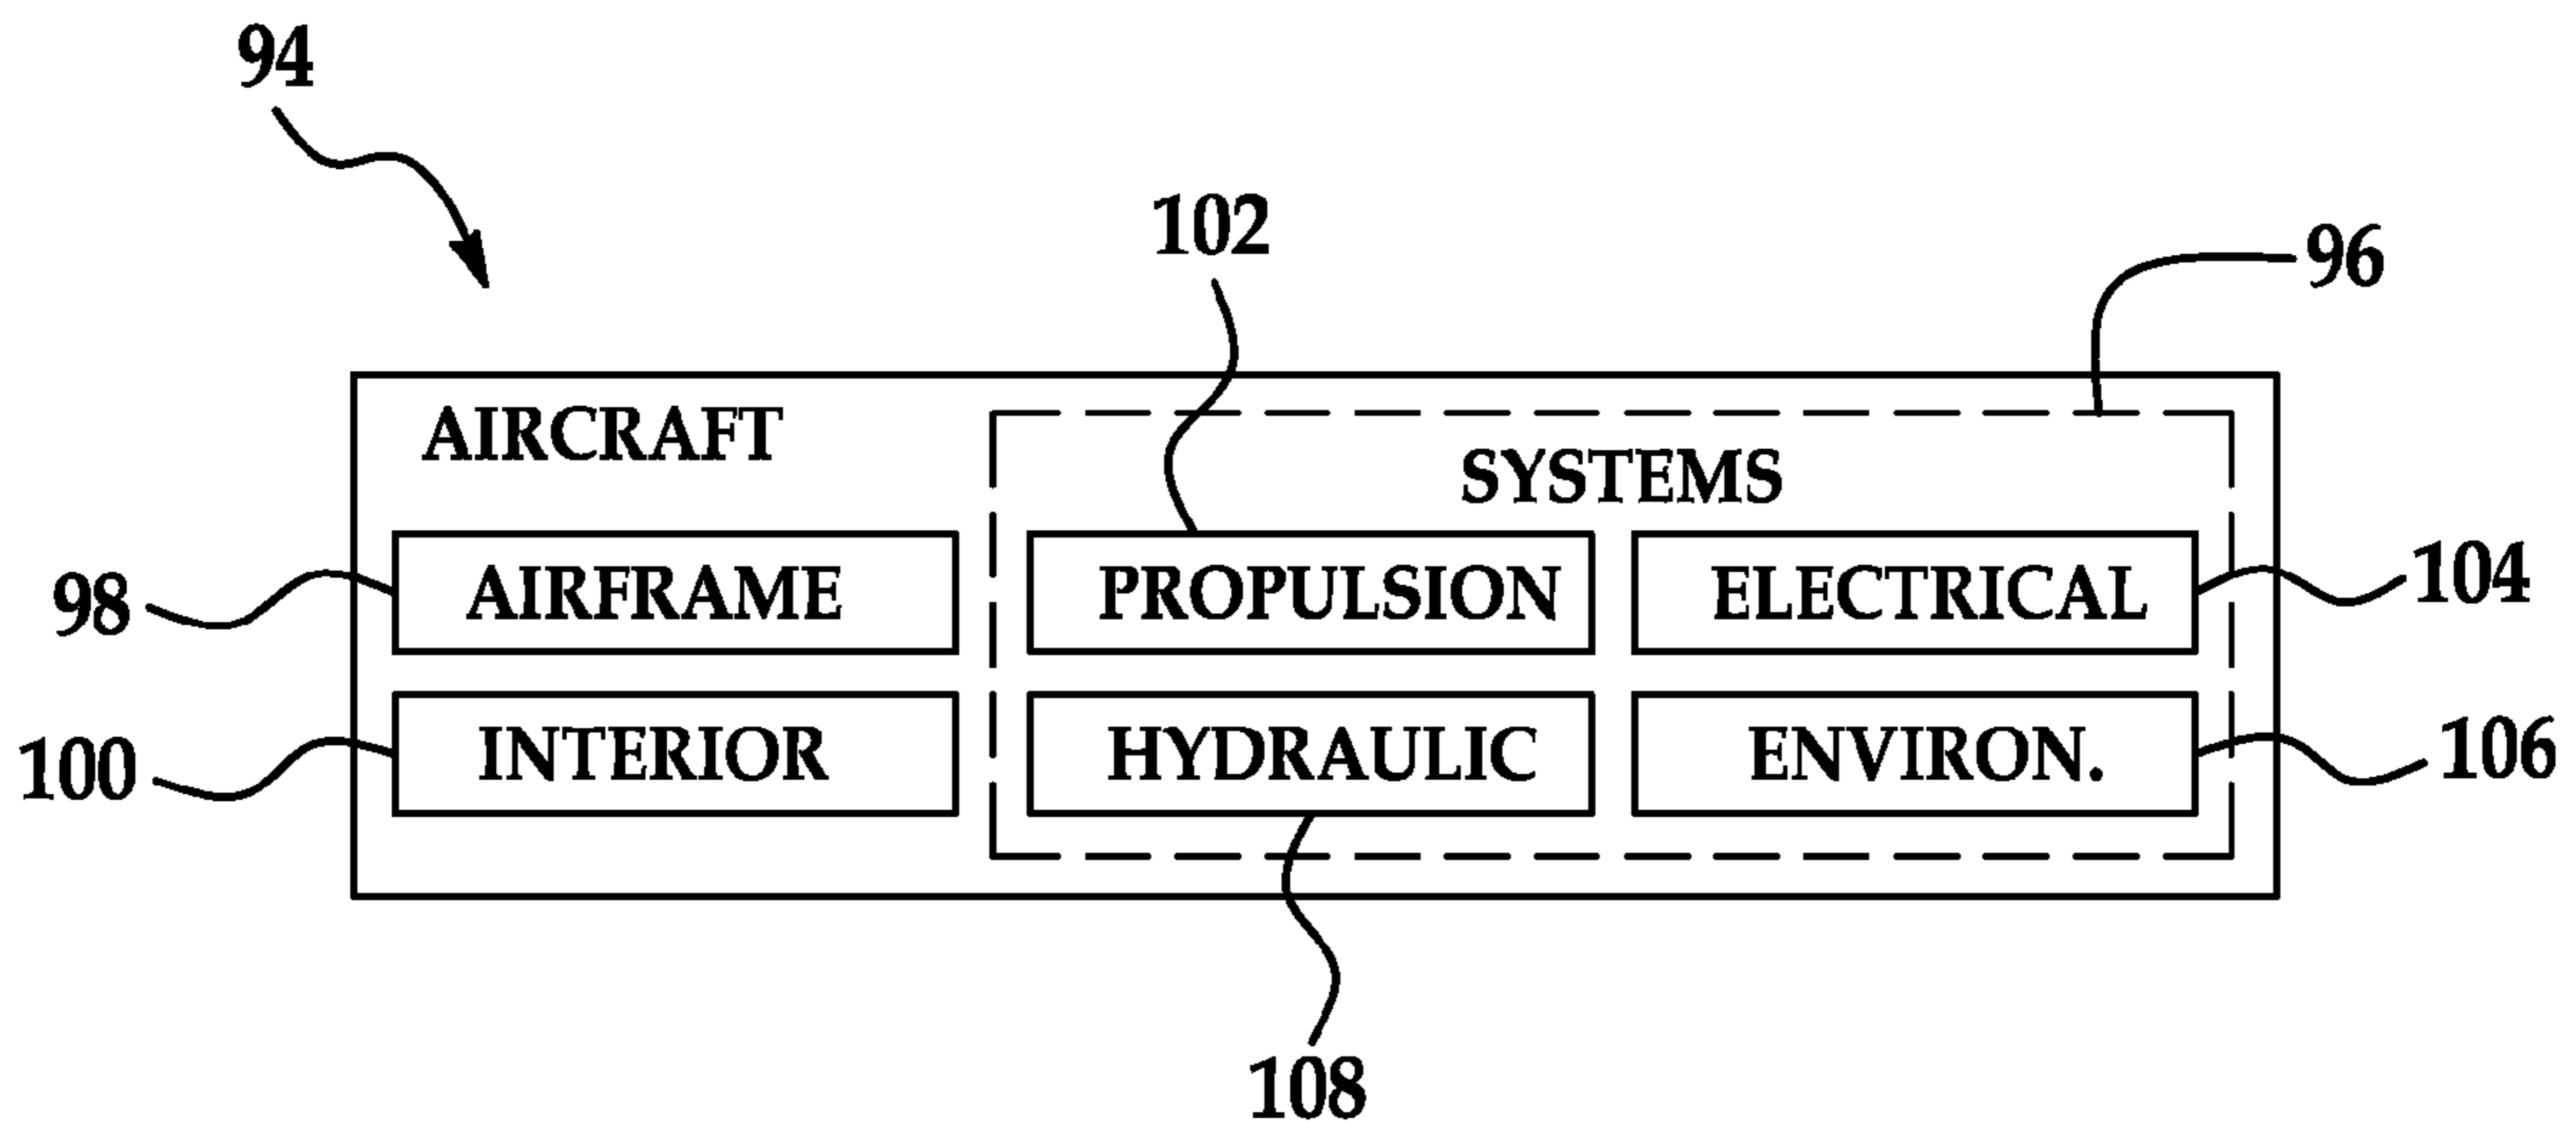 94
102
96
AIRCRAFT
SYSTEMS
98
AIRFRAME
PROPULSION
ELECTRICAL
104
100
INTERIOR
HYDRAULIC
ENVIRON.
106
108